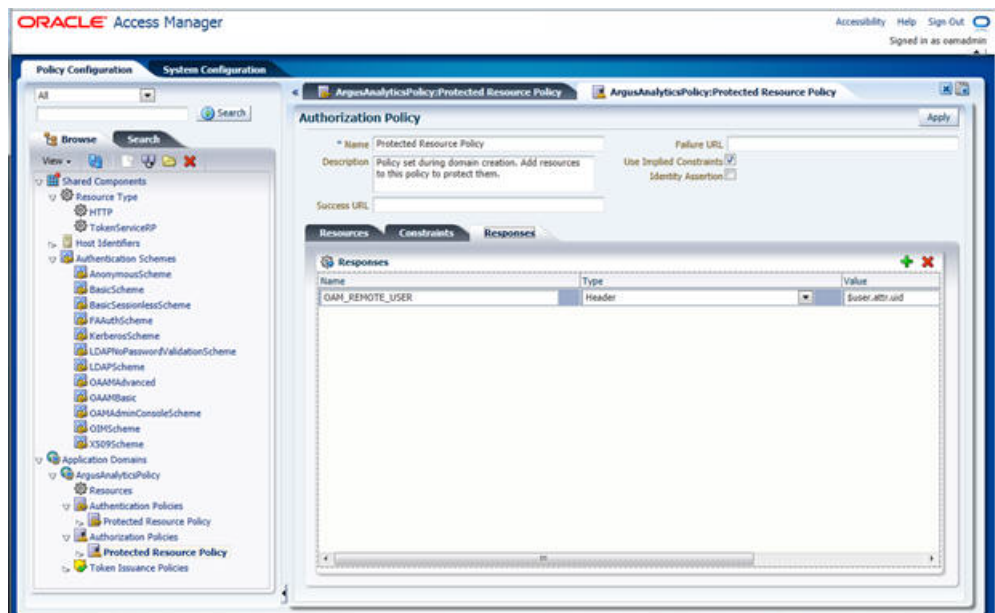 ORACLE Access Manager
Accessibility Help Sign Out
Signed in as oamadmin
Policy Configuration System Configuration
All
Search
Browse Search
View
Shared Components
Resource Type
HTTP
TokenServiceRP
Host Identifiers
Authentication Schemes
AnonymousScheme
BasicScheme
BasicSessionlessScheme
FAAuthScheme
KerberosScheme
LDAPNoPasswordValidationScheme
LDAPScheme
OAAMAdvanced
OAAMBasic
OAMAdminConsoleScheme
OIMScheme
X509Scheme
Application Domains
ArgusAnalyticsPolicy
Resources
Authentication Policies
Protected Resource Policy
Authorization Policies
Protected Resource Policy
Token Issuance Policies
ArgusAnalyticsPolicy:Protected Resource Policy ArgusAnalyticsPolicy:Protected Resource Policy
Authorization Policy Apply
* Name Protected Resource Policy
Description Policy set during domain creation. Add resources
to this policy to protect them.
Success URL
Failure URL
Use Implied Constraints
Identity Assertion
Resources Constraints Responses
Responses
Name Type Value
OAM_REMOTE_USER Header $user.attr.uid